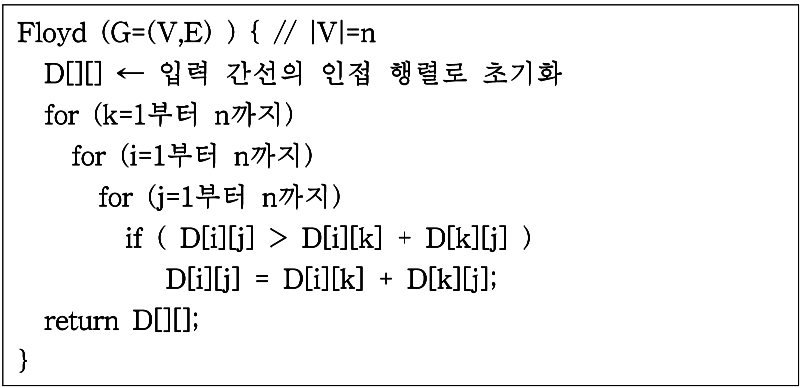 Floyd (G=(V,E) ) { // |V|=n
D[][] ← 입력 간선의 인접 행렬로 초기화
for (k=1부터 n까지)
for (i=1부터 n까지)
for (j=1부터 n까지)
if ( D[i][j] > D[i][k] + D[k][j] )
D[i][j] = D[i][k] + D[k][j];
return D[][];
}